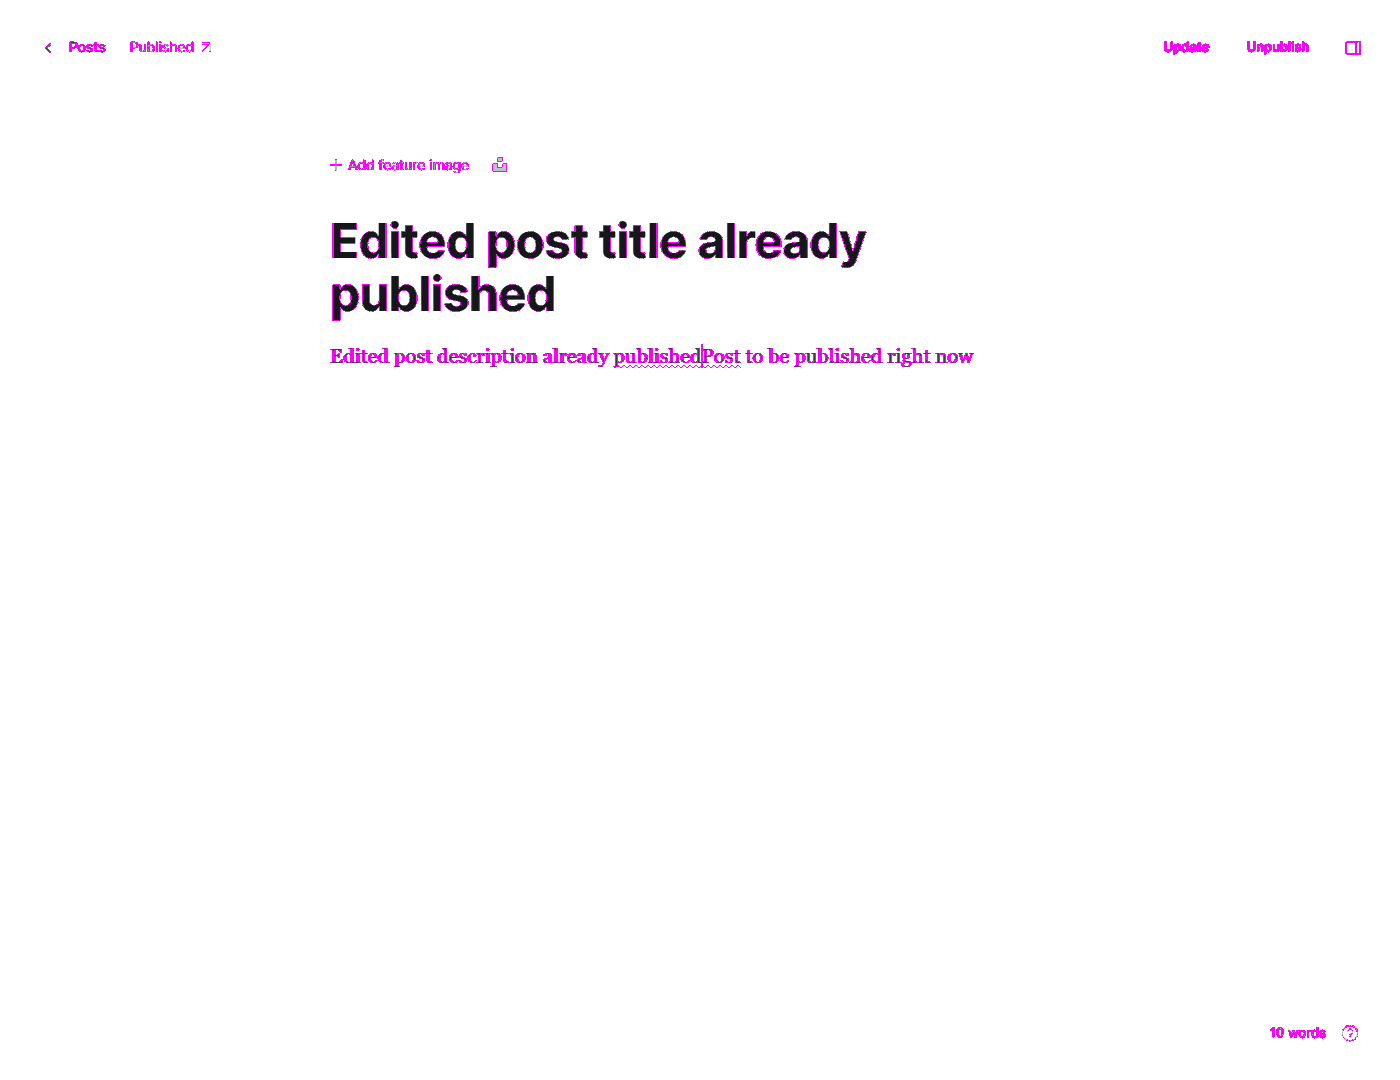 Posts Published
Update Unpublish
Add feature image
Edited post title already
published
Edited post description already publishedPost to be published right now
10 words